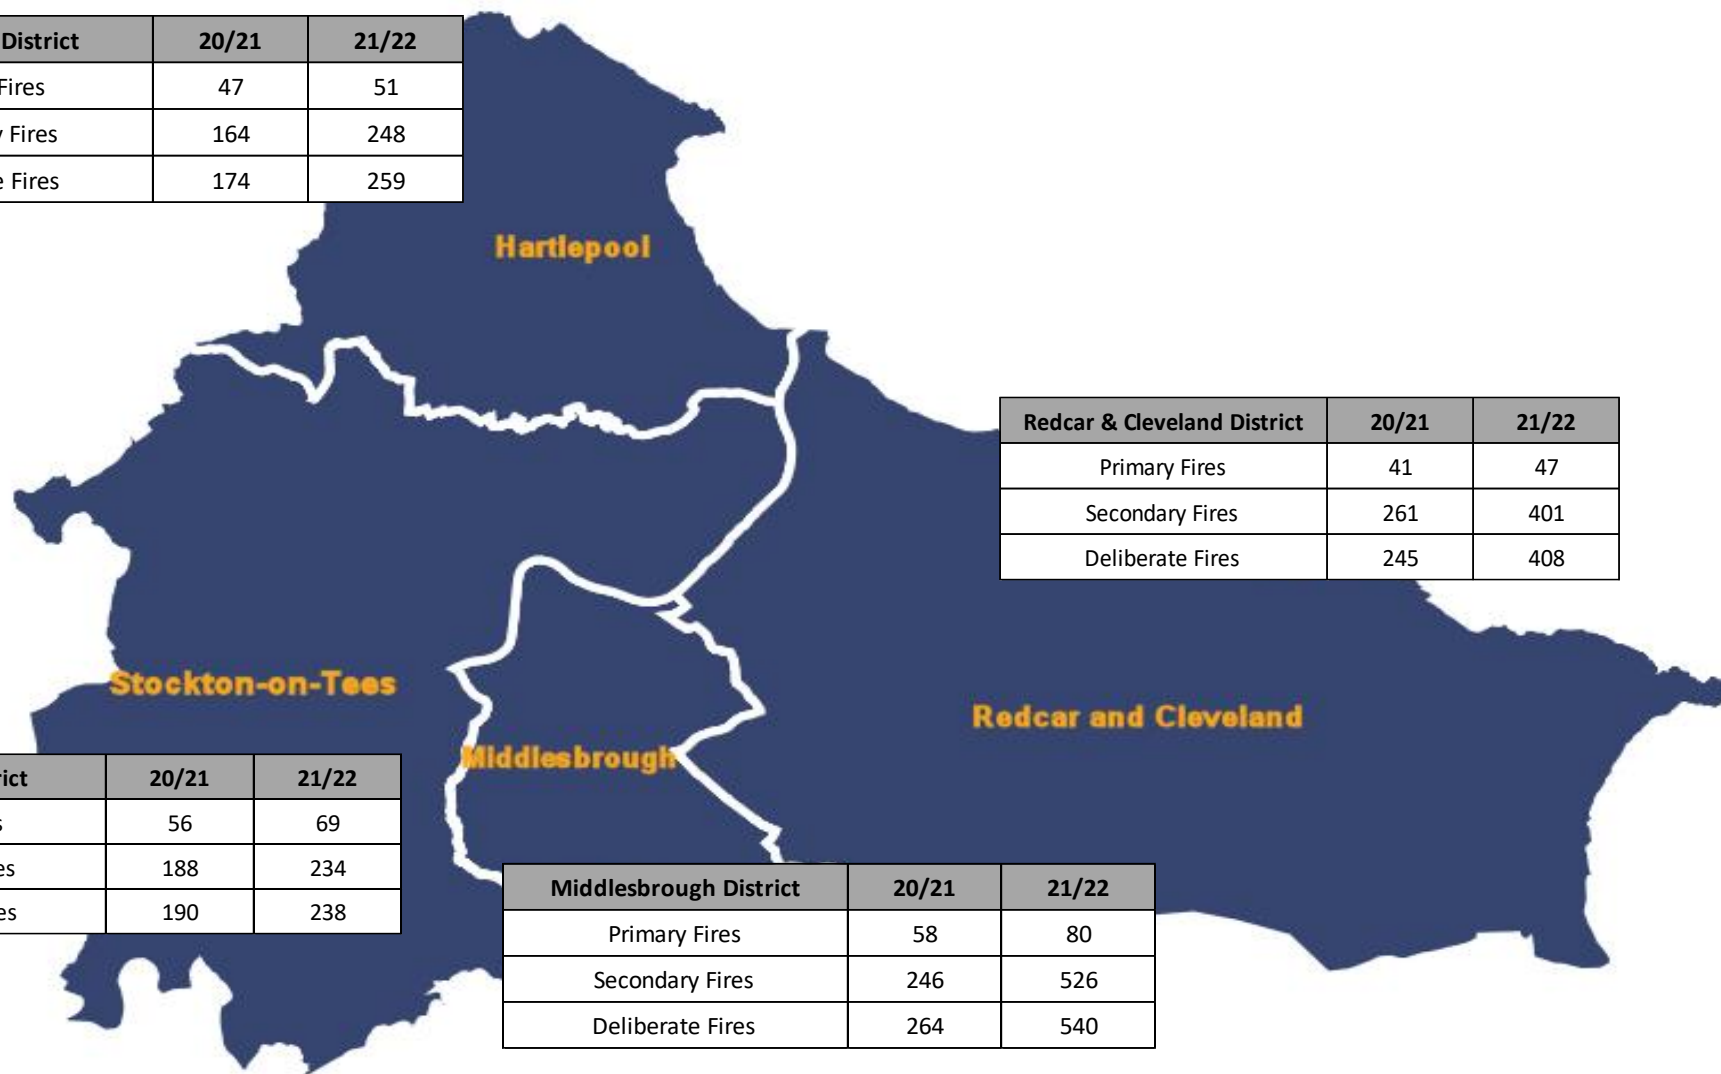 District 20/21 21/22
Fires 47 51
Fires 164 248
Fires 174 259
Hartlepool
Redcar & Cleveland District 20/21 21/22
Primary Fires 41 47
Secondary Fires 261 401
Deliberate Fires 245 408
Stockton-on-Tees
Redcar and Cleveland
Middlesbrough
20/21 21/22
56 69
188 234
190 238
Middlesbrough District 20/21 21/22
Primary Fires 58 80
Secondary Fires 246 526
Deliberate Fires 264 540